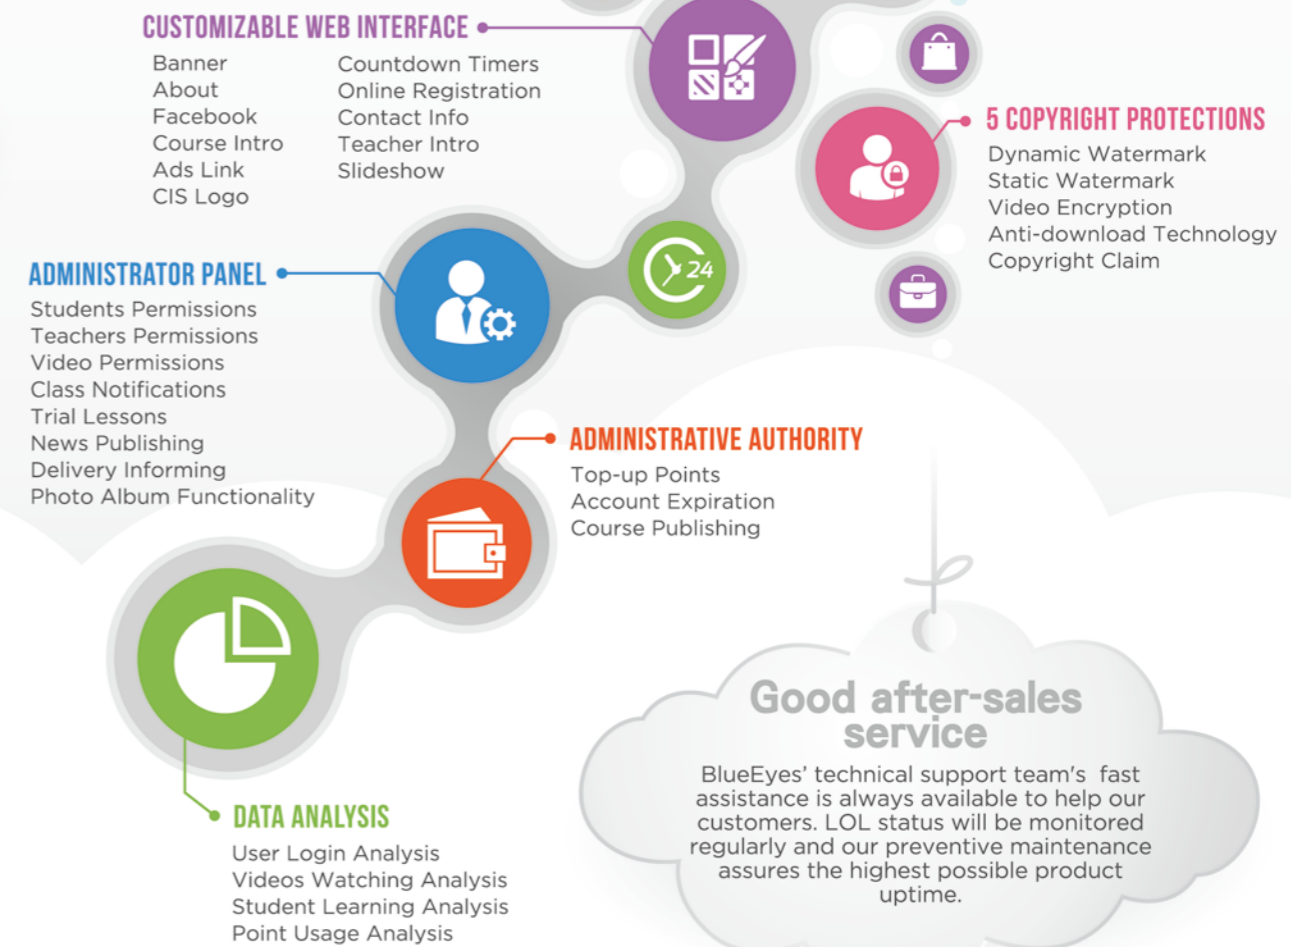 CUSTOMIZABLE WEB INTERFACE
Banner
About
Facebook
Course Intro
Ads Link
CIS Logo
Countdown Timers
Online Registration
Contact Info
Teacher Intro
Slideshow
5 COPYRIGHT PROTECTIONS
Dynamic Watermark
Static Watermark
Video Encryption
Anti-download Technology
Copyright Claim
24
ADMINISTRATOR PANEL
Students Permissions
Teachers Permissions
Video Permissions
Class Notifications
Trial Lessons
News Publishing
Delivery Informing
Photo Album Functionality
ADMINISTRATIVE AUTHORITY
Top-up Points
Account Expiration
Course Publishing
DATA ANALYSIS
User Login Analysis
Videos Watching Analysis
Student Learning Analysis
Point Usage Analysis
Good after-sales
service
BlueEyes' technical support team's fast
assistance is always available to help our
customers. LOL status will be monitored
regularly and our preventive maintenance
assures the highest possible product
uptime.